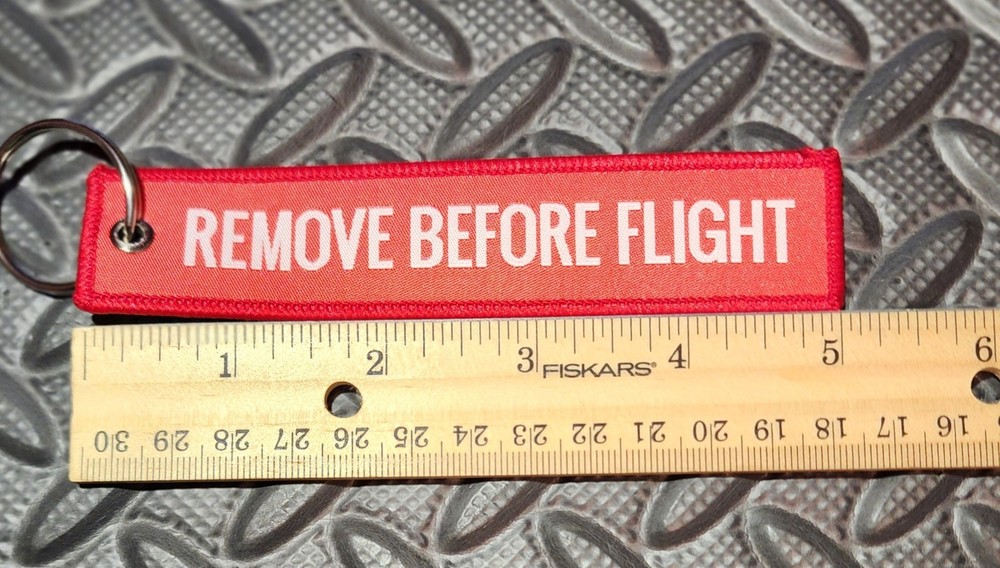 REMOVE BEFORE FLIGHT
1 2 3 4 5 6
FISKARS®
30 29 28 27 26 25 24 23 22 21 20 19 18 17 16